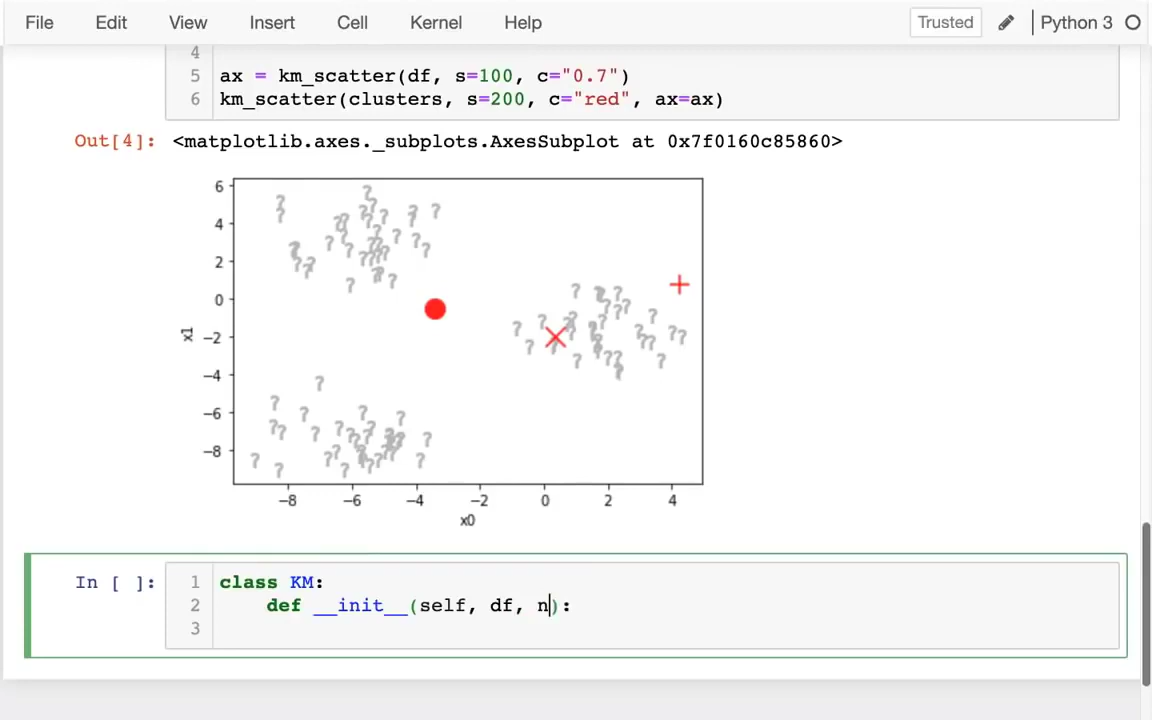 File Edit View Insert Cell Kernel Help Trusted Python 3
4
5 ax = km_scatter(df, s=100, c="0.7")
6 km_scatter(clusters, s=200, c="red", ax=ax)
Out[4]: <matplotlib.axes._subplots.AxesSubplot at 0x7f0160c85860>
6
4
2
0
−2
−4
−6
−8
x1
−8 −6 −4 −2 0 2 4
x0
In [ ]: 1 class KM:
2 def __init__(self, df, n):
3